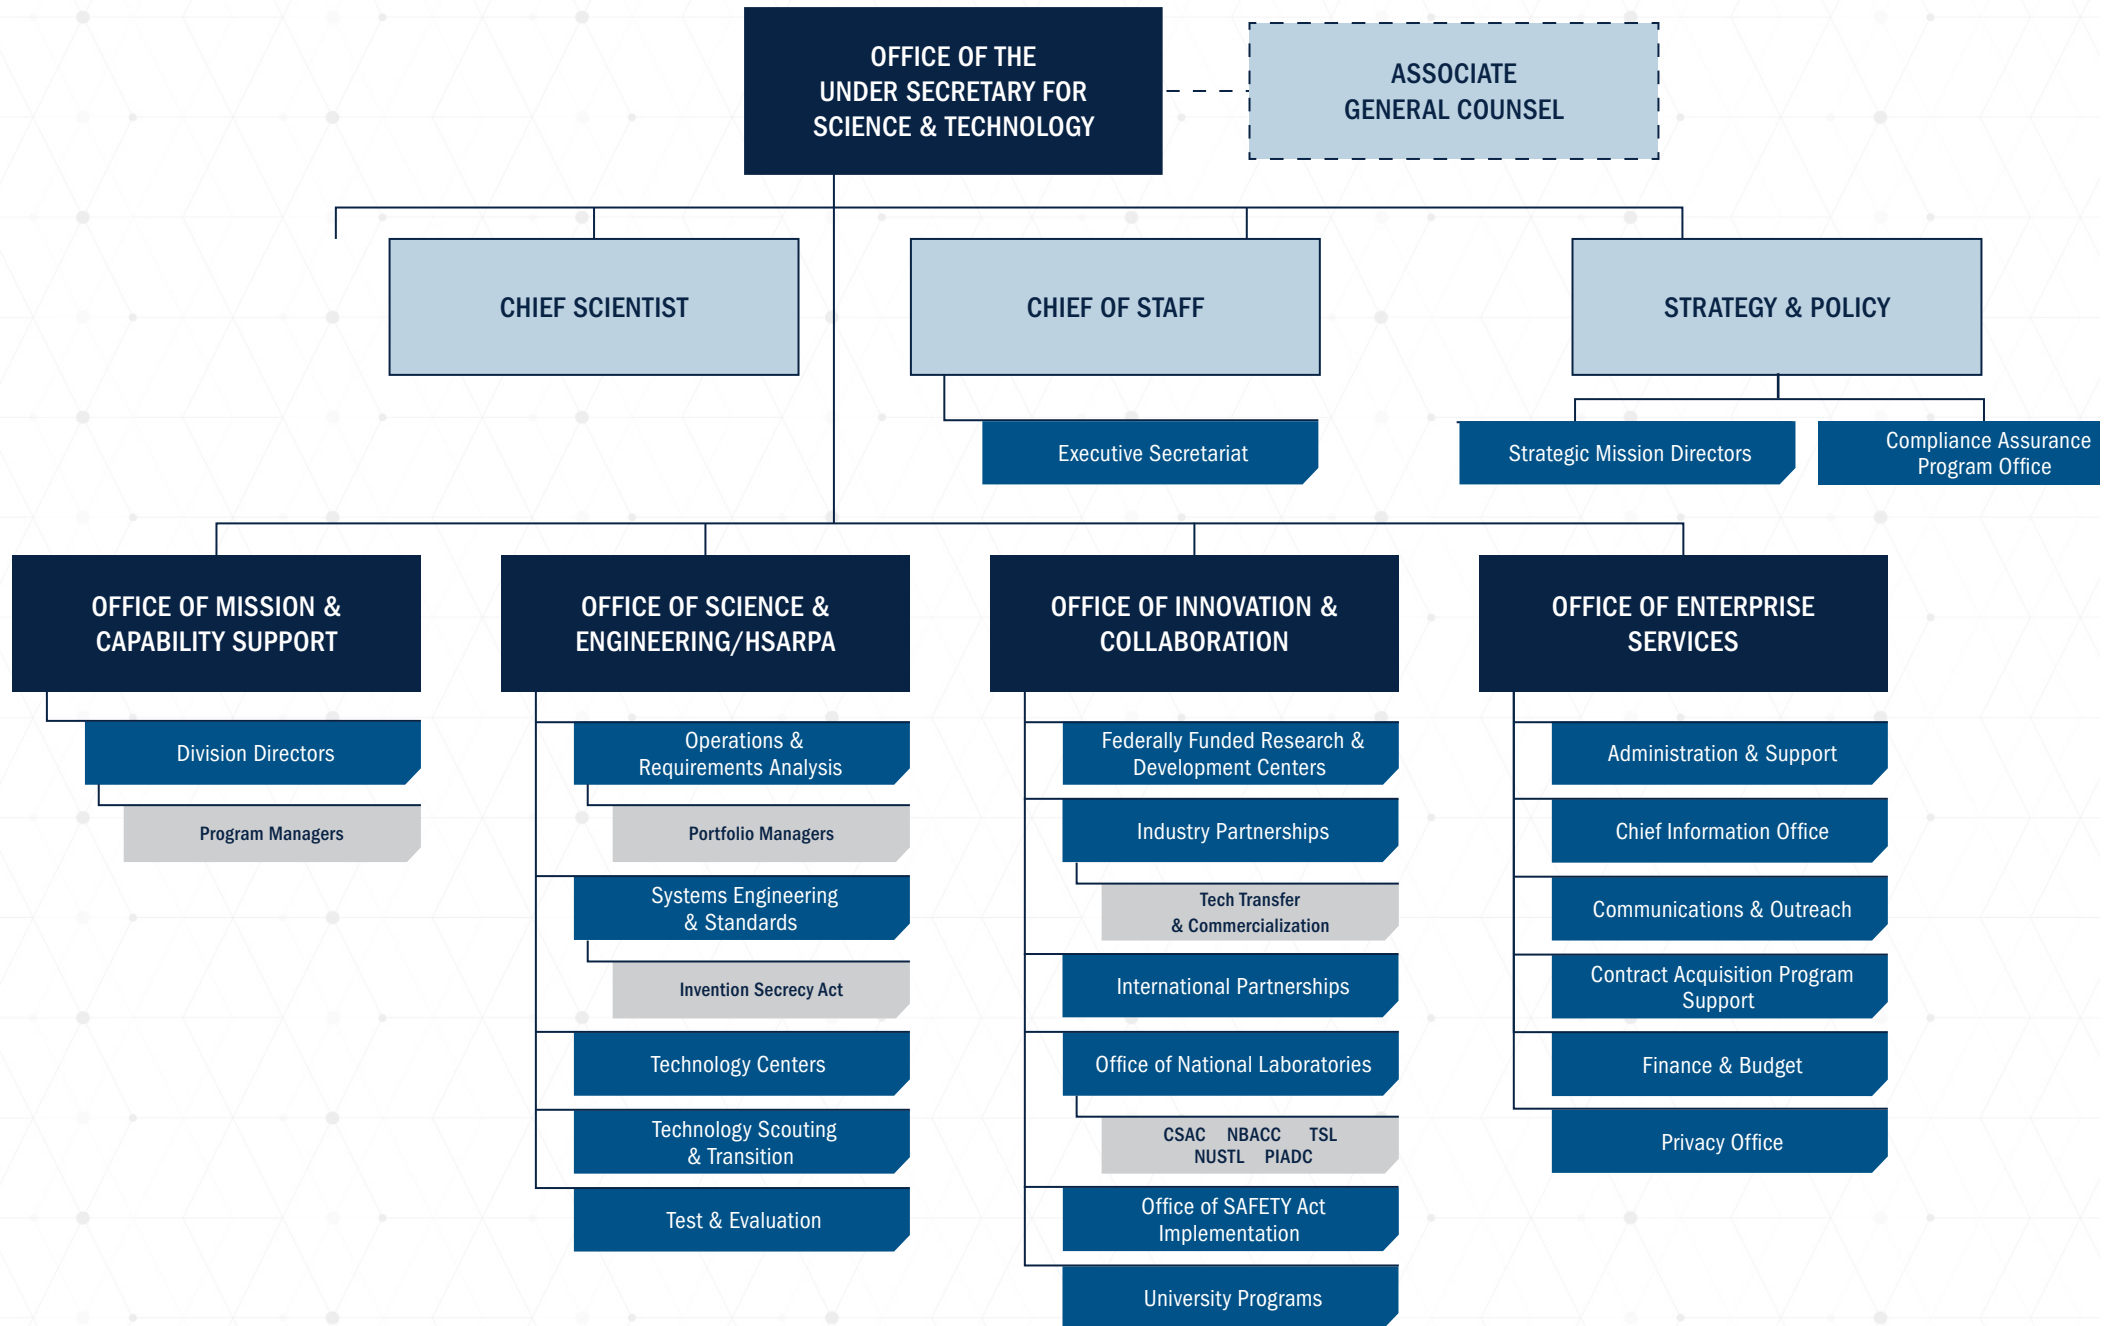 OFFICE OF THE
UNDER SECRETARY FOR
SCIENCE & TECHNOLOGY
ASSOCIATE
GENERAL COUNSEL
CHIEF SCIENTIST
CHIEF OF STAFF
STRATEGY & POLICY
Executive Secretariat
Strategic Mission Directors
Compliance Assurance
Program Office
OFFICE OF MISSION &
CAPABILITY SUPPORT
Division Directors
Program Managers
OFFICE OF SCIENCE &
ENGINEERING/HSARPA
Operations &
Requirements Analysis
Portfolio Managers
Systems Engineering
& Standards
Invention Secrecy Act
Technology Centers
Technology Scouting
& Transition
Test & Evaluation
OFFICE OF INNOVATION &
COLLABORATION
Federally Funded Research &
Development Centers
Industry Partnerships
Tech Transfer
& Commercialization
International Partnerships
Office of National Laboratories
CSAC NBACC TSL
NUSTL PIADC
Office of SAFETY Act
Implementation
University Programs
OFFICE OF ENTERPRISE
SERVICES
Administration & Support
Chief Information Office
Communications & Outreach
Contract Acquisition Program
Support
Finance & Budget
Privacy Office